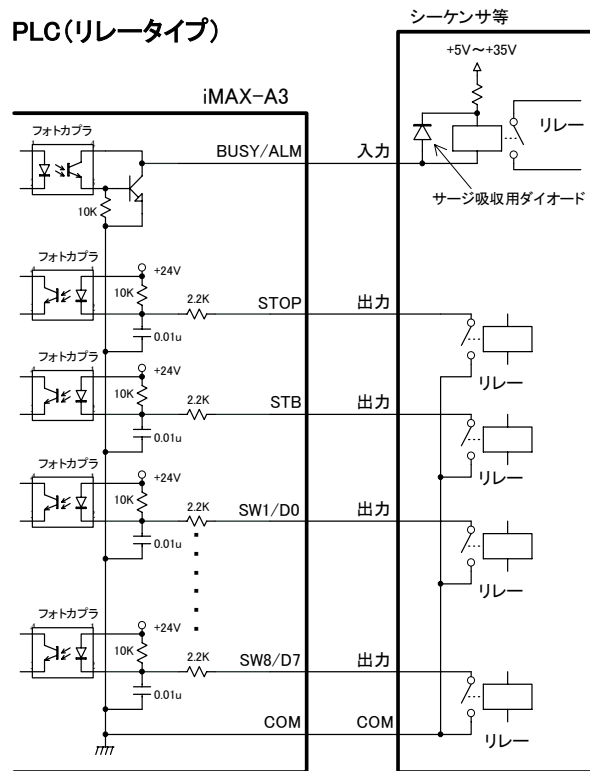 シーケンサ等
PLC(リレータイプ)
+5V～+35V
iMAX-A3
フォトカプラ
BUSY/ALM
入力
リレー
10K
サージ吸収用ダイオード
フォトカプラ
+24V
10K
2.2K
STOP
出力
0.01u
リレー
フォトカプラ
+24V
10K
2.2K
STB
出力
0.01u
リレー
フォトカプラ
+24V
10K
2.2K
SW1/D0
出力
0.01u
リレー
フォトカプラ
+24V
10K
2.2K
SW8/D7
出力
0.01u
COM
COM
リレー